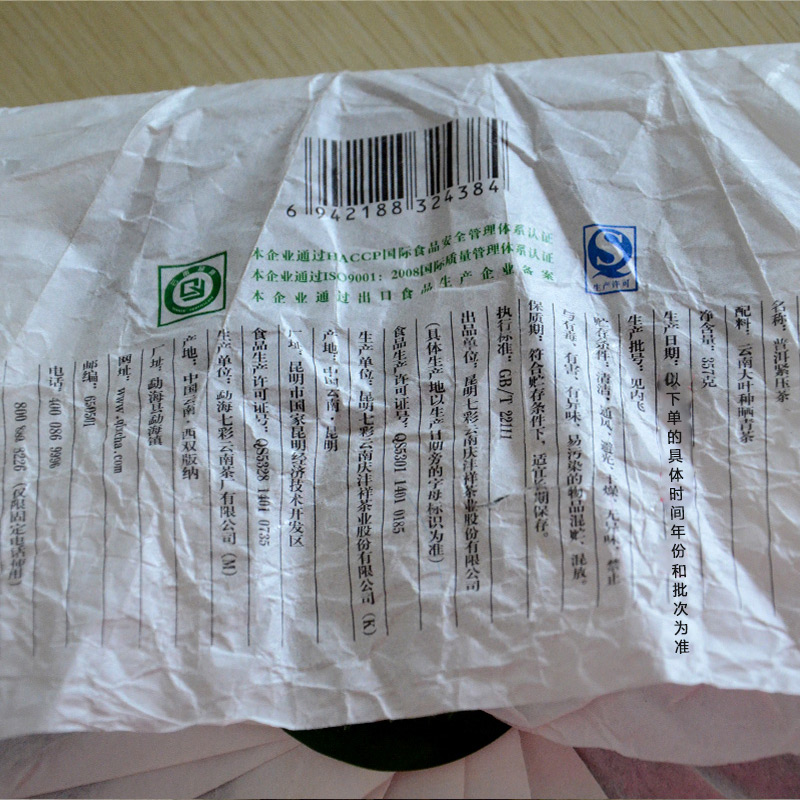 6 942188 324384
本企业通过HACCP国际食品安全管理体系认证
本企业通过ISO9001：2008国际质量管理体系认证
本企业通过出口食品生产企业备案
生产许可
名称：普洱紧压茶
配料：云南大叶种晒青茶
净含量：357克
生产日期：以下单的具体时间年份和批次为准
生产批号：见内飞
贮存条件：清洁、通风、避光、干燥、无异味，禁止
与有毒、有害、有异味、易污染的物品混贮、混放。
保质期：符合贮存条件下，适宜长期保存。
执行标准：GB/T 22111
出品单位：昆明七彩云南庆沣祥茶业股份有限公司
（具体生产地以生产日期旁的字母标识为准）
食品生产许可证号：QS5301 1401 0185
生产单位：昆明七彩云南庆沣祥茶业股份有限公司（K）
产地：中国云南·昆明
厂址：昆明市国家昆明经济技术开发区
食品生产许可证号：QS5328 1401 0735
生产单位：勐海七彩云南茶厂有限公司（M）
产地：中国云南·西双版纳
厂址：勐海县勐海镇
网址：www.qfxcha.com
邮编：650501
电话：400 086 9996
（仅限固定电话使用）